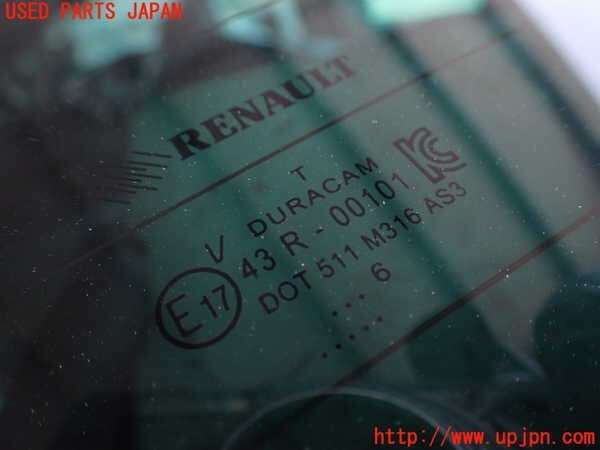 USED PARTS JAPAN
RENAULT
T
DURACAM
V
43 R - 00101
E17
DOT 511 M316 AS3
6
...
.....
http://www.upjpn.com/